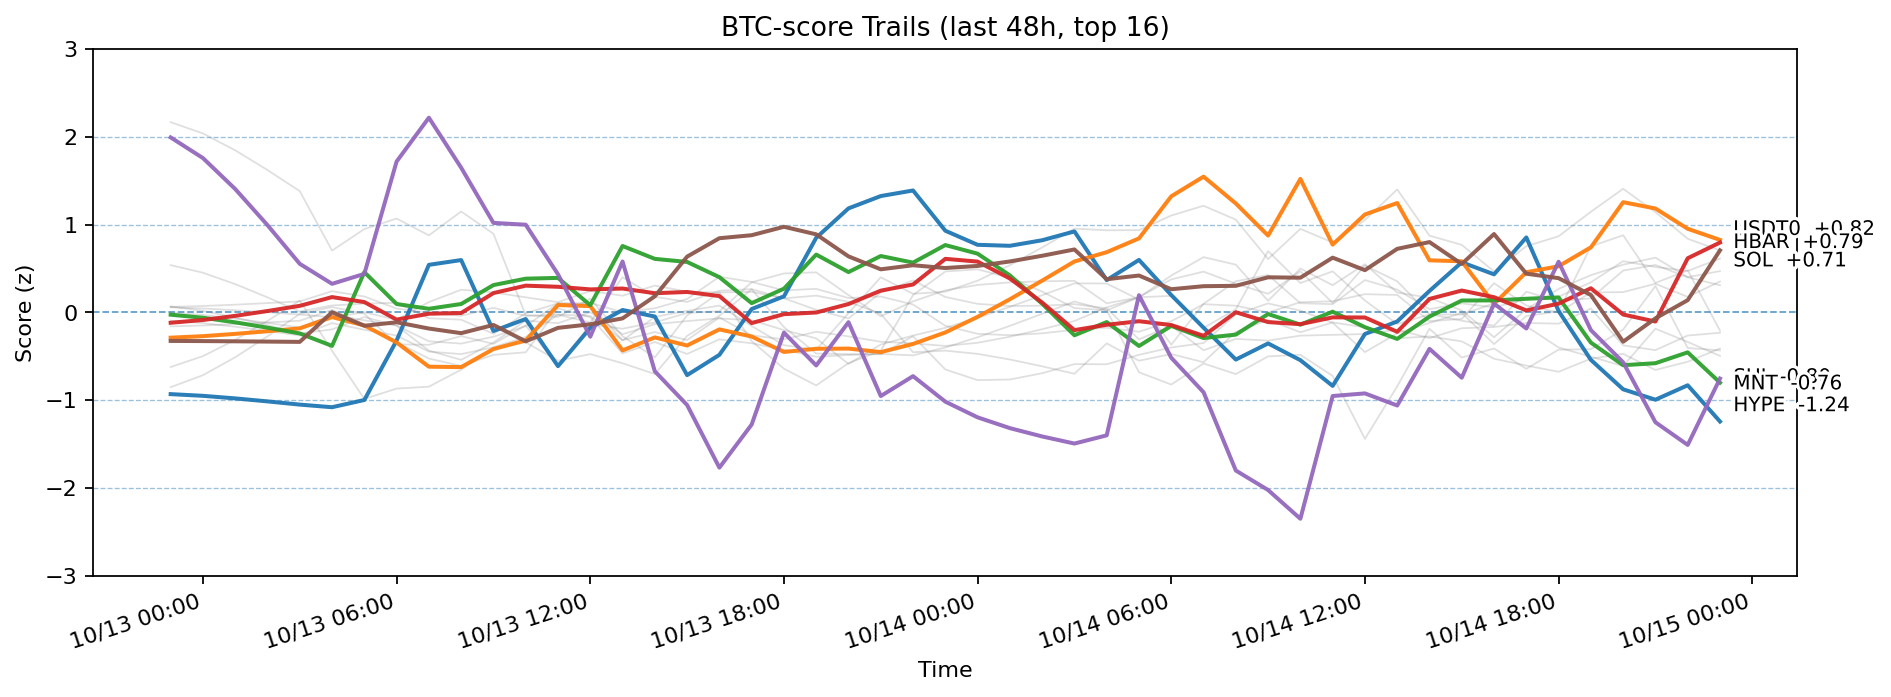 BTC-score Trails (last 48h, top 16)
Score (z)
3
2
1
0
−1
−2
−3
USDT0 +0.82
HBAR +0.79
SOL +0.71
MNT -0.76
HYPE -1.24
10/13 00:00
10/13 06:00
10/13 12:00
10/13 18:00
10/14 00:00
10/14 06:00
10/14 12:00
10/14 18:00
10/15 00:00
Time